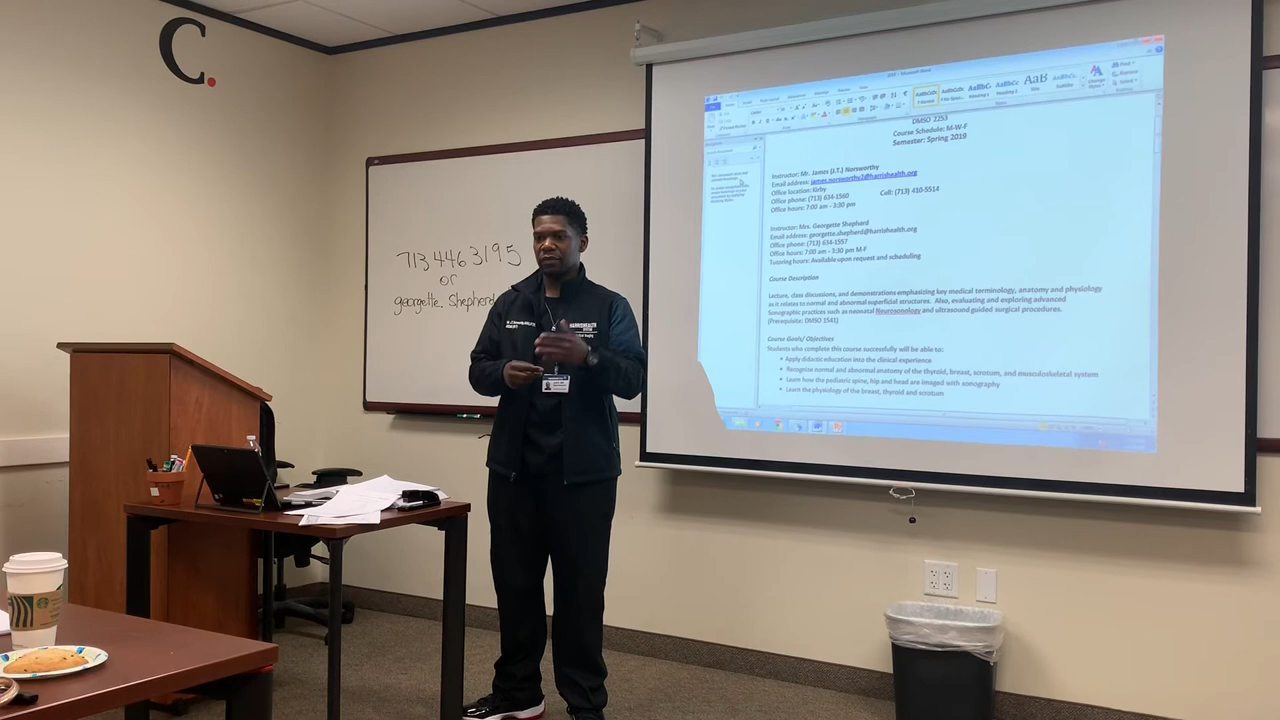 C.
713 446 3195
or
georgette. Shepherd
HARRISHEALTH
Microsoft Word
DMSO 2253
Course Schedule: M-W-F
Semester: Spring 2019
Instructor: Mr. James (J.T.) Norsworthy
Email address: james.norsworthy2@harrishealth.org
Office location: Kirby
Office phone: (713) 634-1560 Cell: (713) 410-5514
Office hours: 7:00 am - 3:30 pm
Instructor: Mrs. Georgette Shepherd
Email address: georgette.shepherd@harrishealth.org
Office phone: (713) 634-1557
Office hours: 7:00 am - 3:30 pm M-F
Tutoring hours: Available upon request and scheduling
Course Description
Lecture, class discussions, and demonstrations emphasizing key medical terminology, anatomy and physiology
as it relates to normal and abnormal superficial structures. Also, evaluating and exploring advanced
Sonographic practices such as neonatal Neurosonology and ultrasound guided surgical procedures.
(Prerequisite: DMSO 1541)
Course Goals/ Objectives
Students who complete this course successfully will be able to:
• Apply didactic education into the clinical experience
• Recognize normal and abnormal anatomy of the thyroid, breast, scrotum, and musculoskeletal system
• Learn how the pediatric spine, hip and head are imaged with sonography
• Learn the physiology of the breast, thyroid and scrotum